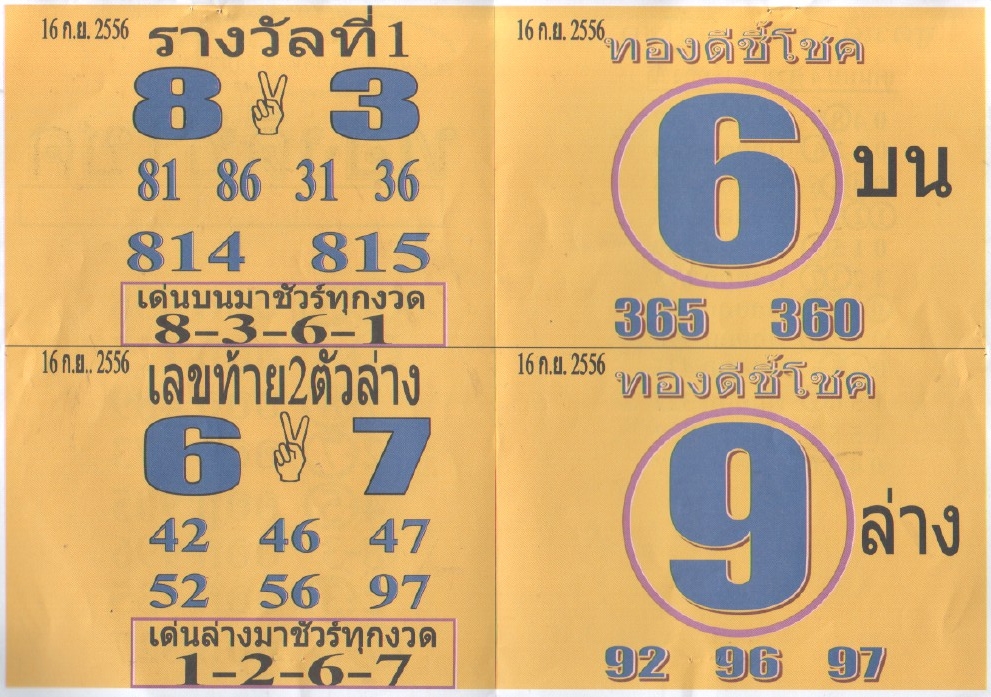 16 ก.ย. 2556
รางวัลที่ 1
8 3
81 86 31 36
814 815
เด่นบนมาชัวร์ทุกงวด
8-3-6-1
16 ก.ย. 2556
ทองดีชี้โชค
6 บน
365 360
16 ก.ย.. 2556
เลขท้าย2ตัวล่าง
6 7
42 46 47
52 56 97
เด่นล่างมาชัวร์ทุกงวด
1-2-6-7
16 ก.ย. 2556
ทองดีชี้โชค
9 ล่าง
92 96 97